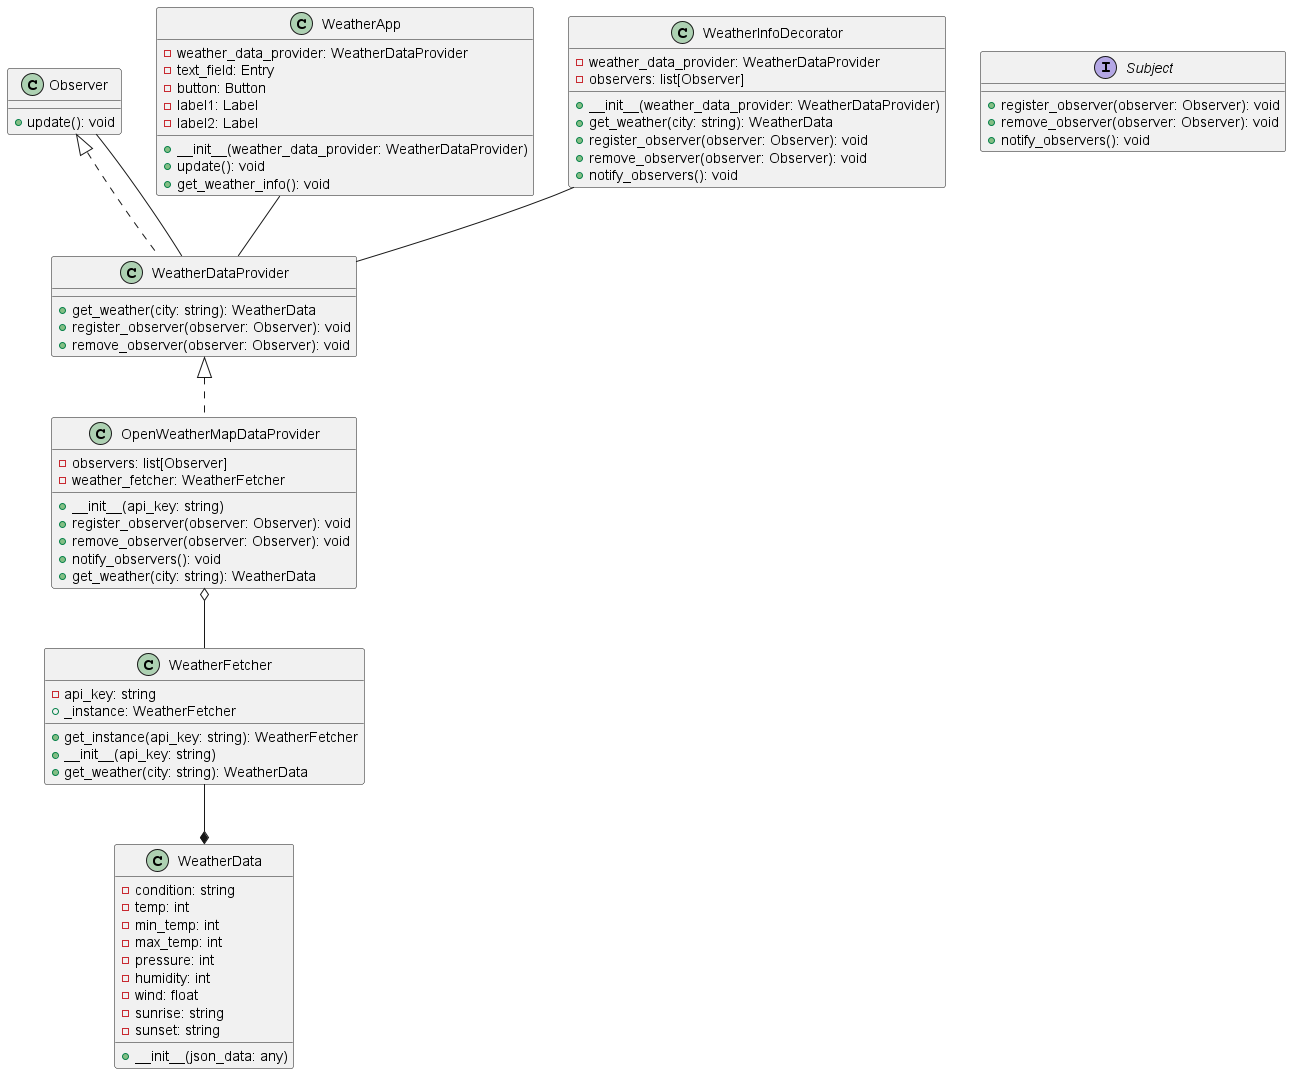 C Observer
+ update(): void
C WeatherApp
weather_data_provider: WeatherDataProvider
text_field: Entry
button: Button
label1: Label
label2: Label
__init__(weather_data_provider: WeatherDataProvider)
update(): void
get_weather_info(): void
C WeatherInfoDecorator
weather_data_provider: WeatherDataProvider
observers: list[Observer]
__init__(weather_data_provider: WeatherDataProvider)
get_weather(city: string): WeatherData
register_observer(observer: Observer): void
remove_observer(observer: Observer): void
notify_observers(): void
I Subject
register_observer(observer: Observer): void
remove_observer(observer: Observer): void
notify_observers(): void
C WeatherDataProvider
get_weather(city: string): WeatherData
register_observer(observer: Observer): void
remove_observer(observer: Observer): void
C OpenWeatherMapDataProvider
observers: list[Observer]
weather_fetcher: WeatherFetcher
__init__(api_key: string)
register_observer(observer: Observer): void
remove_observer(observer: Observer): void
notify_observers(): void
get_weather(city: string): WeatherData
C WeatherFetcher
api_key: string
_instance: WeatherFetcher
get_instance(api_key: string): WeatherFetcher
__init__(api_key: string)
get_weather(city: string): WeatherData
C WeatherData
condition: string
temp: int
min_temp: int
max_temp: int
pressure: int
humidity: int
wind: float
sunrise: string
sunset: string
__init__(json_data: any)